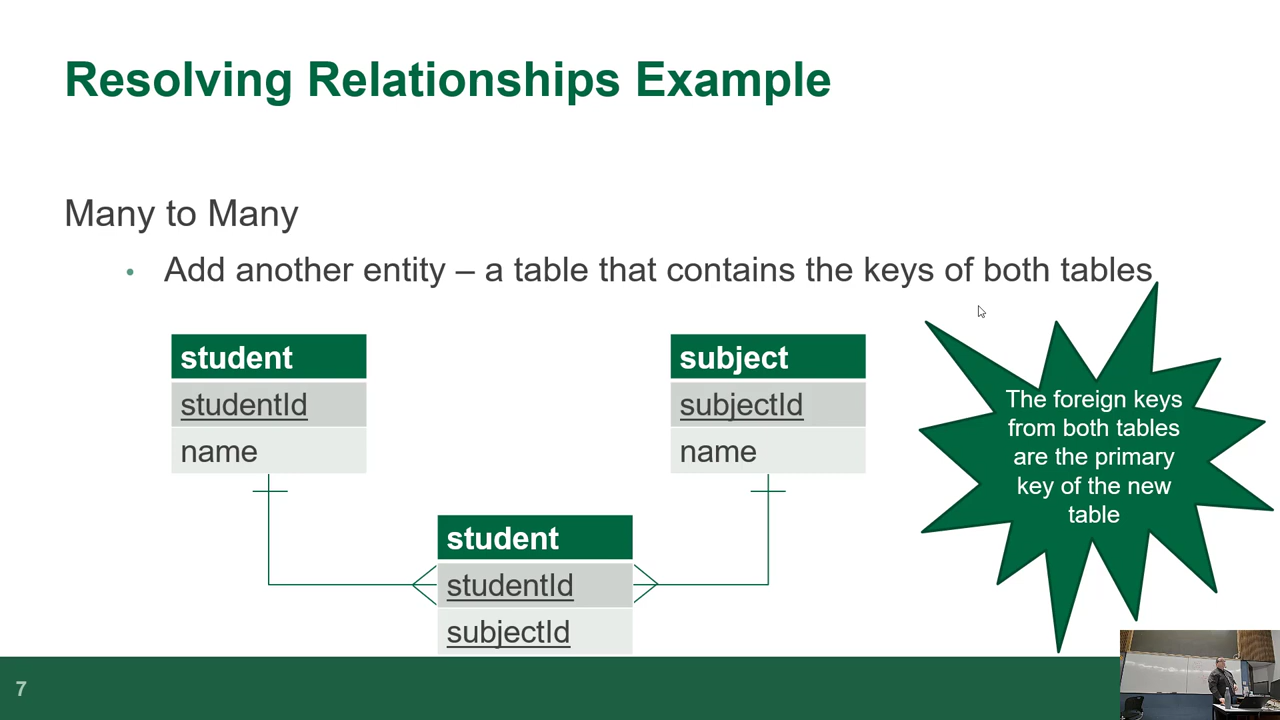 Resolving Relationships Example
Many to Many
• Add another entity – a table that contains the keys of both tables
student
studentId
name
subject
subjectId
name
student
studentId
subjectId
The foreign keys
from both tables
are the primary
key of the new
table
7